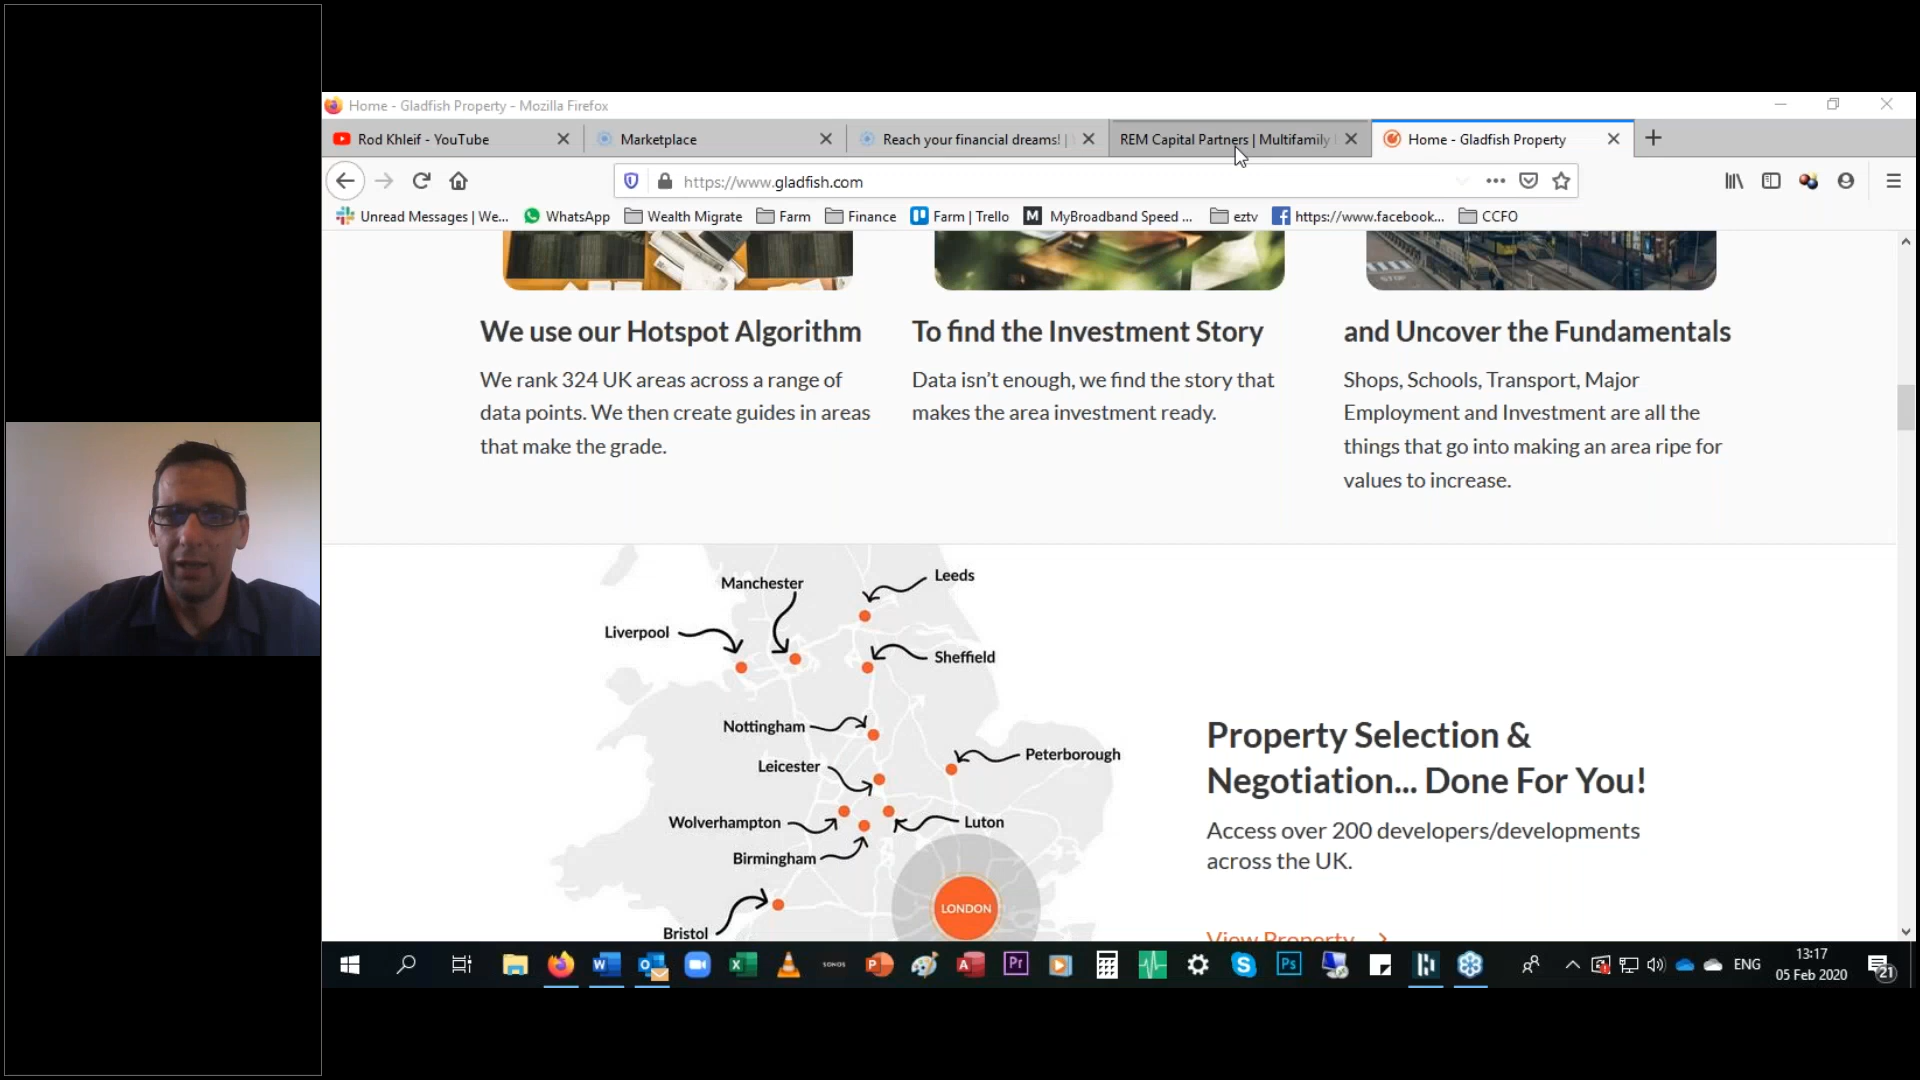 Home - Gladfish Property - Mozilla Firefox
Rod Khleif - YouTube
Marketplace
Reach your financial dreams! |
REM Capital Partners | Multifamily
Home - Gladfish Property
https://www.gladfish.com
Unread Messages | We...
WhatsApp
Wealth Migrate
Farm
Finance
Farm | Trello
M MyBroadband Speed ...
eztv
https://www.facebook...
CCFO
We use our Hotspot Algorithm
We rank 324 UK areas across a range of
data points. We then create guides in areas
that make the grade.
To find the Investment Story
Data isn't enough, we find the story that
makes the area investment ready.
and Uncover the Fundamentals
Shops, Schools, Transport, Major
Employment and Investment are all the
things that go into making an area ripe for
values to increase.
Manchester
Leeds
Liverpool
Sheffield
Nottingham
Peterborough
Leicester
Wolverhampton
Luton
Birmingham
LONDON
Bristol
Property Selection &
Negotiation... Done For You!
Access over 200 developers/developments
across the UK.
View Property
SONOS
Pr
Ps
ENG
13:17
05 Feb 2020
21